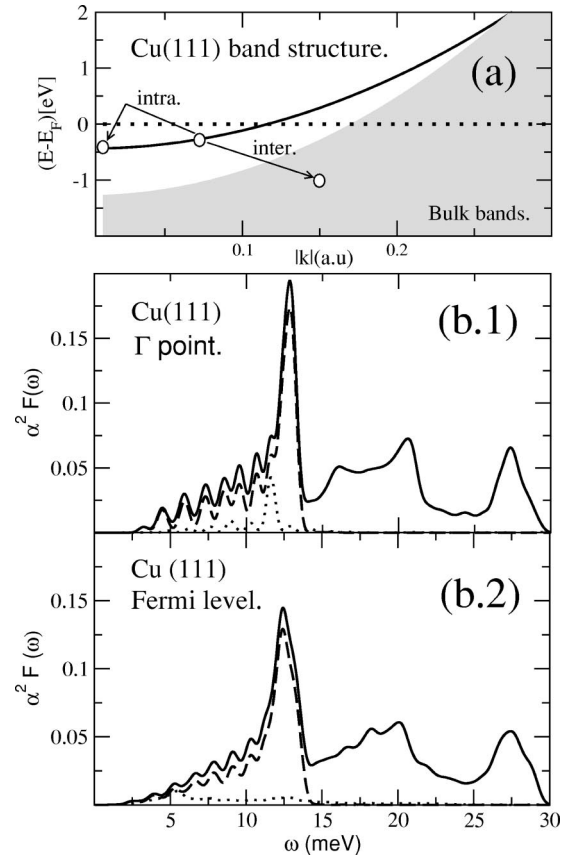 Cu(111) band structure.
(a)
(E-E_F)[eV]
2
1
0
-1
intra.
inter.
Bulk bands.
0.1
0.2
|k|(a.u)
Cu(111)
Γ point.
(b.1)
α² F(ω)
0.15
0.1
0.05
Cu (111)
Fermi level.
(b.2)
α² F (ω)
0.15
0.1
0.05
5
10
15
20
25
30
ω (meV)